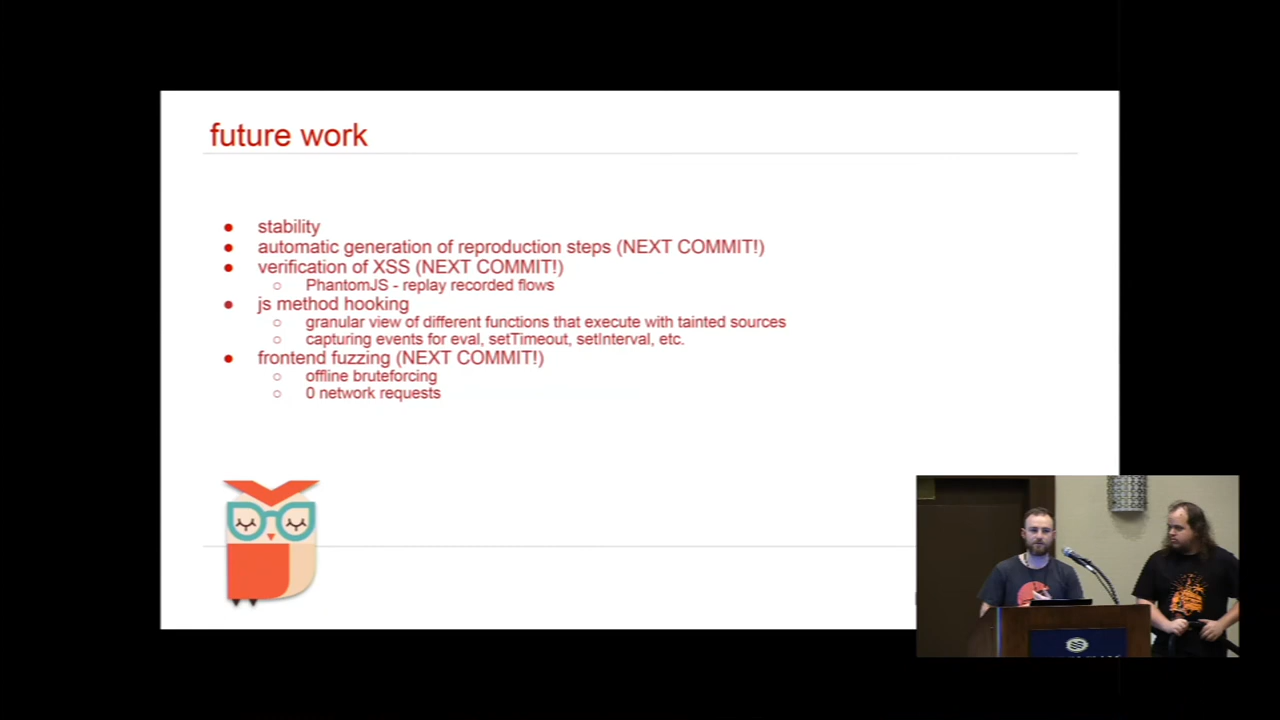 future work
● stability
● automatic generation of reproduction steps (NEXT COMMIT!)
● verification of XSS (NEXT COMMIT!)
○ PhantomJS - replay recorded flows
● js method hooking
○ granular view of different functions that execute with tainted sources
○ capturing events for eval, setTimeout, setInterval, etc.
● frontend fuzzing (NEXT COMMIT!)
○ offline bruteforcing
○ 0 network requests